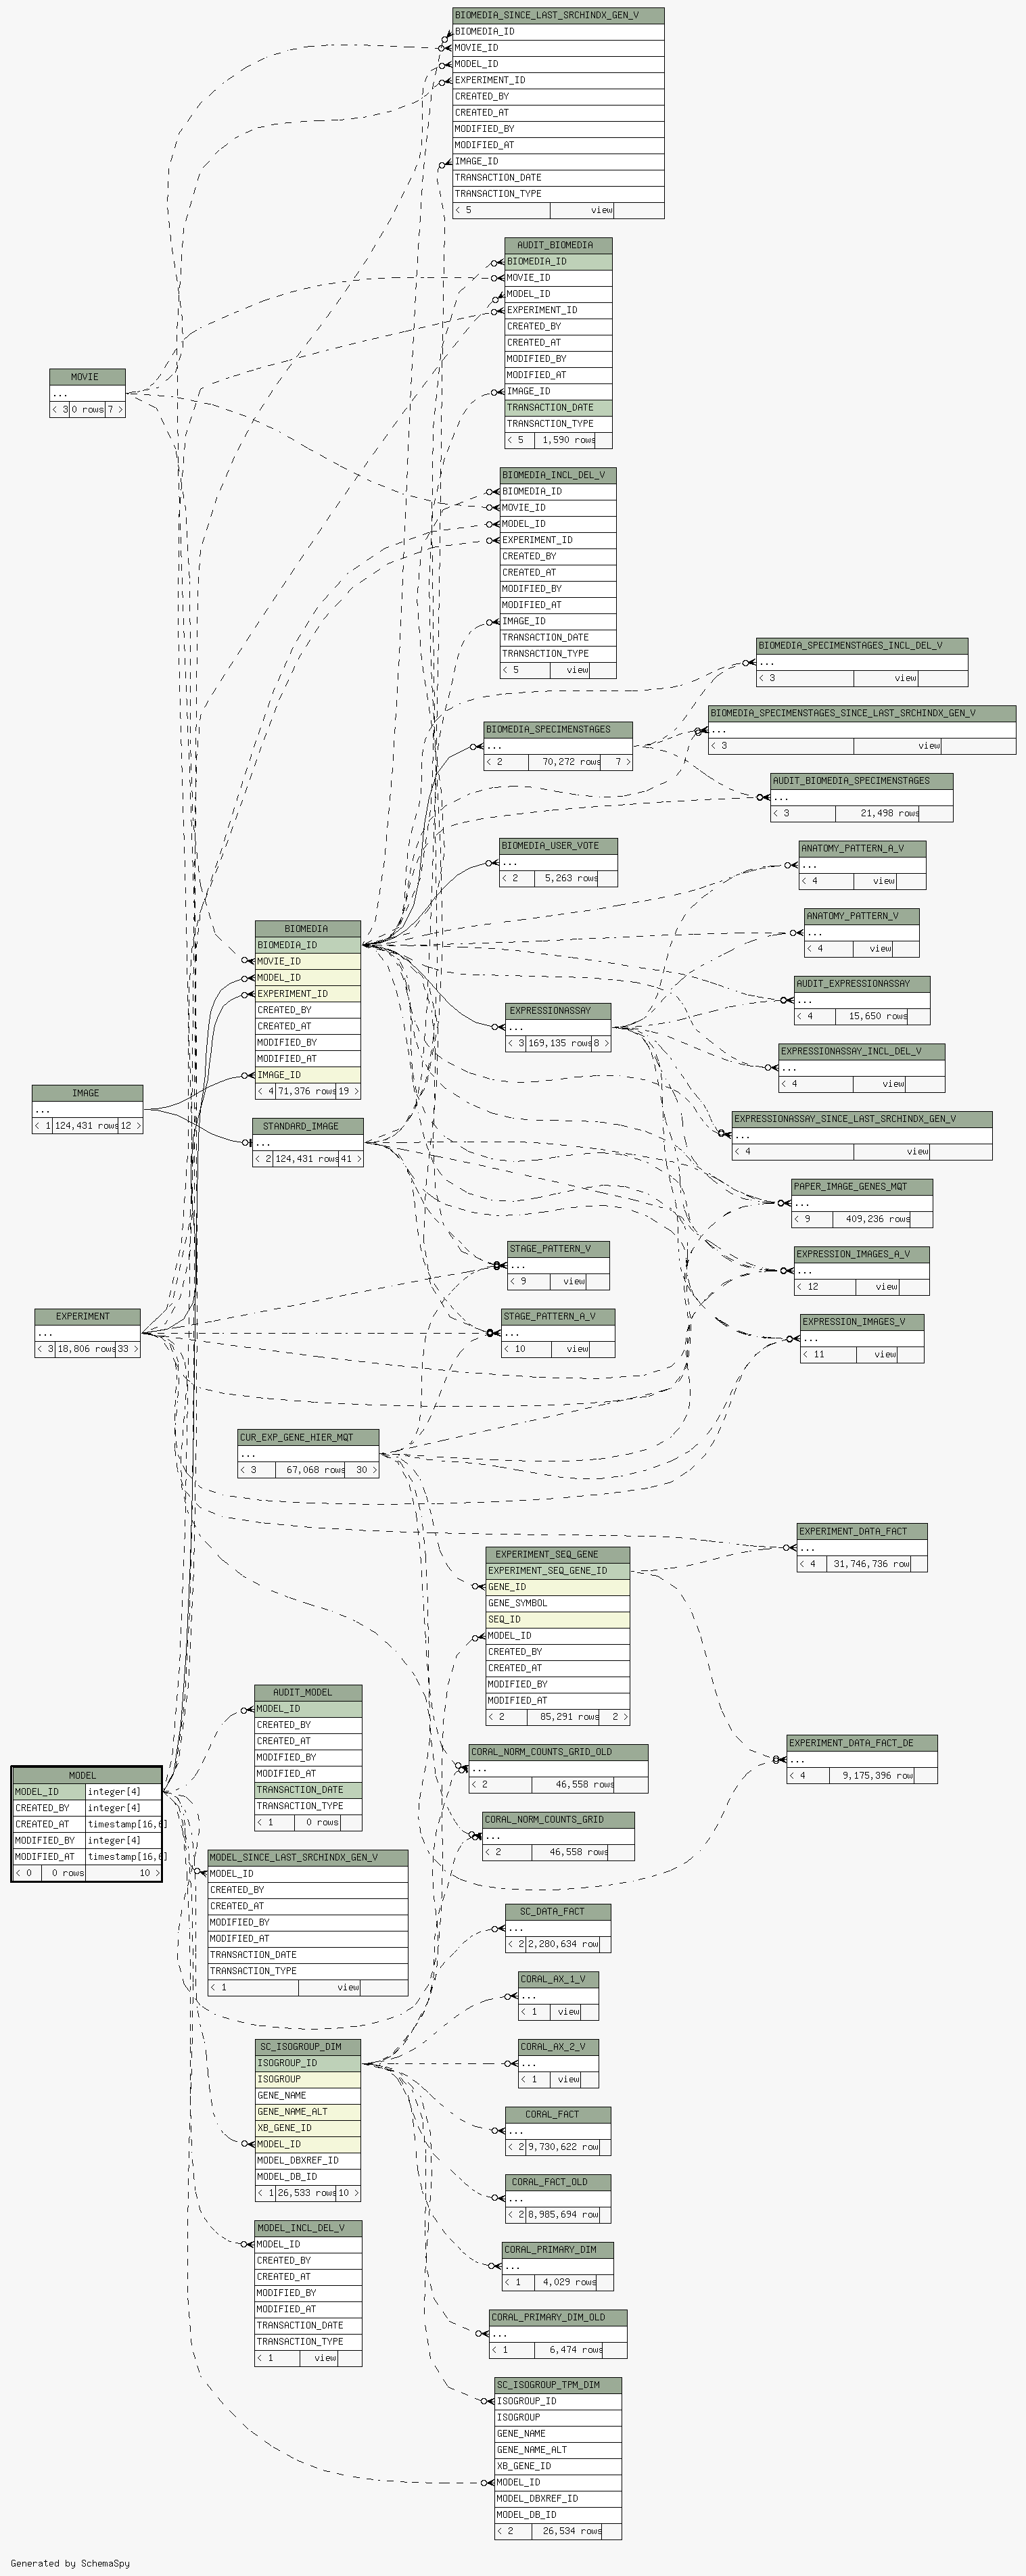 BIOMEDIA_SINCE_LAST_SRCHINDX_GEN_V
BIOMEDIA_ID
MOVIE_ID
MODEL_ID
EXPERIMENT_ID
CREATED_BY
CREATED_AT
MODIFIED_BY
MODIFIED_AT
IMAGE_ID
TRANSACTION_DATE
TRANSACTION_TYPE
< 5 view
AUDIT_BIOMEDIA
BIOMEDIA_ID
MOVIE_ID
MODEL_ID
EXPERIMENT_ID
CREATED_BY
CREATED_AT
MODIFIED_BY
MODIFIED_AT
IMAGE_ID
TRANSACTION_DATE
TRANSACTION_TYPE
< 5 1,590 rows
MOVIE
...
< 3 0 rows 7 >
BIOMEDIA_INCL_DEL_V
BIOMEDIA_ID
MOVIE_ID
MODEL_ID
EXPERIMENT_ID
CREATED_BY
CREATED_AT
MODIFIED_BY
MODIFIED_AT
IMAGE_ID
TRANSACTION_DATE
TRANSACTION_TYPE
< 5 view
BIOMEDIA_SPECIMENSTAGES_INCL_DEL_V
...
< 3 view
BIOMEDIA_SPECIMENSTAGES_SINCE_LAST_SRCHINDX_GEN_V
...
< 3 view
BIOMEDIA_SPECIMENSTAGES
...
< 2 70,272 rows 7 >
AUDIT_BIOMEDIA_SPECIMENSTAGES
...
< 3 21,498 rows
BIOMEDIA_USER_VOTE
...
< 2 5,263 rows
ANATOMY_PATTERN_A_V
...
< 4 view
ANATOMY_PATTERN_V
...
< 4 view
BIOMEDIA
BIOMEDIA_ID
MOVIE_ID
MODEL_ID
EXPERIMENT_ID
CREATED_BY
CREATED_AT
MODIFIED_BY
MODIFIED_AT
IMAGE_ID
< 4 71,376 rows 19 >
AUDIT_EXPRESSIONASSAY
...
< 4 15,650 rows
EXPRESSIONASSAY
...
< 3 169,135 rows 8 >
EXPRESSIONASSAY_INCL_DEL_V
...
< 4 view
IMAGE
...
< 1 124,431 rows 12 >
STANDARD_IMAGE
...
< 2 124,431 rows 41 >
EXPRESSIONASSAY_SINCE_LAST_SRCHINDX_GEN_V
...
< 4 view
PAPER_IMAGE_GENES_MQT
...
< 9 409,236 rows
STAGE_PATTERN_V
...
< 9 view
EXPRESSION_IMAGES_A_V
...
< 12 view
EXPERIMENT
...
< 3 18,806 rows 33 >
STAGE_PATTERN_A_V
...
< 10 view
EXPRESSION_IMAGES_V
...
< 11 view
CUR_EXP_GENE_HIER_MQT
...
< 3 67,068 rows 30 >
EXPERIMENT_DATA_FACT
...
< 4 31,746,736 row
EXPERIMENT_SEQ_GENE
EXPERIMENT_SEQ_GENE_ID
GENE_ID
GENE_SYMBOL
SEQ_ID
MODEL_ID
CREATED_BY
CREATED_AT
MODIFIED_BY
MODIFIED_AT
< 2 85,291 rows 2 >
AUDIT_MODEL
MODEL_ID
CREATED_BY
CREATED_AT
MODIFIED_BY
MODIFIED_AT
TRANSACTION_DATE
TRANSACTION_TYPE
< 1 0 rows
EXPERIMENT_DATA_FACT_DE
...
< 4 9,175,396 row
CORAL_NORM_COUNTS_GRID_OLD
...
< 2 46,558 rows
MODEL
MODEL_ID integer[4]
CREATED_BY integer[4]
CREATED_AT timestamp[16,6]
MODIFIED_BY integer[4]
MODIFIED_AT timestamp[16,6]
< 0 0 rows 10 >
CORAL_NORM_COUNTS_GRID
...
< 2 46,558 rows
MODEL_SINCE_LAST_SRCHINDX_GEN_V
MODEL_ID
CREATED_BY
CREATED_AT
MODIFIED_BY
MODIFIED_AT
TRANSACTION_DATE
TRANSACTION_TYPE
< 1 view
SC_DATA_FACT
...
< 2 2,280,634 row
CORAL_AX_1_V
...
< 1 view
SC_ISOGROUP_DIM
ISOGROUP_ID
ISOGROUP
GENE_NAME
GENE_NAME_ALT
XB_GENE_ID
MODEL_ID
MODEL_DBXREF_ID
MODEL_DB_ID
< 1 26,533 rows 10 >
CORAL_AX_2_V
...
< 1 view
CORAL_FACT
...
< 2 9,730,622 row
CORAL_FACT_OLD
...
< 2 8,985,694 row
MODEL_INCL_DEL_V
MODEL_ID
CREATED_BY
CREATED_AT
MODIFIED_BY
MODIFIED_AT
TRANSACTION_DATE
TRANSACTION_TYPE
< 1 view
CORAL_PRIMARY_DIM
...
< 1 4,029 rows
CORAL_PRIMARY_DIM_OLD
...
< 1 6,474 rows
SC_ISOGROUP_TPM_DIM
ISOGROUP_ID
ISOGROUP
GENE_NAME
GENE_NAME_ALT
XB_GENE_ID
MODEL_ID
MODEL_DBXREF_ID
MODEL_DB_ID
< 2 26,534 rows
Generated by SchemaSpy